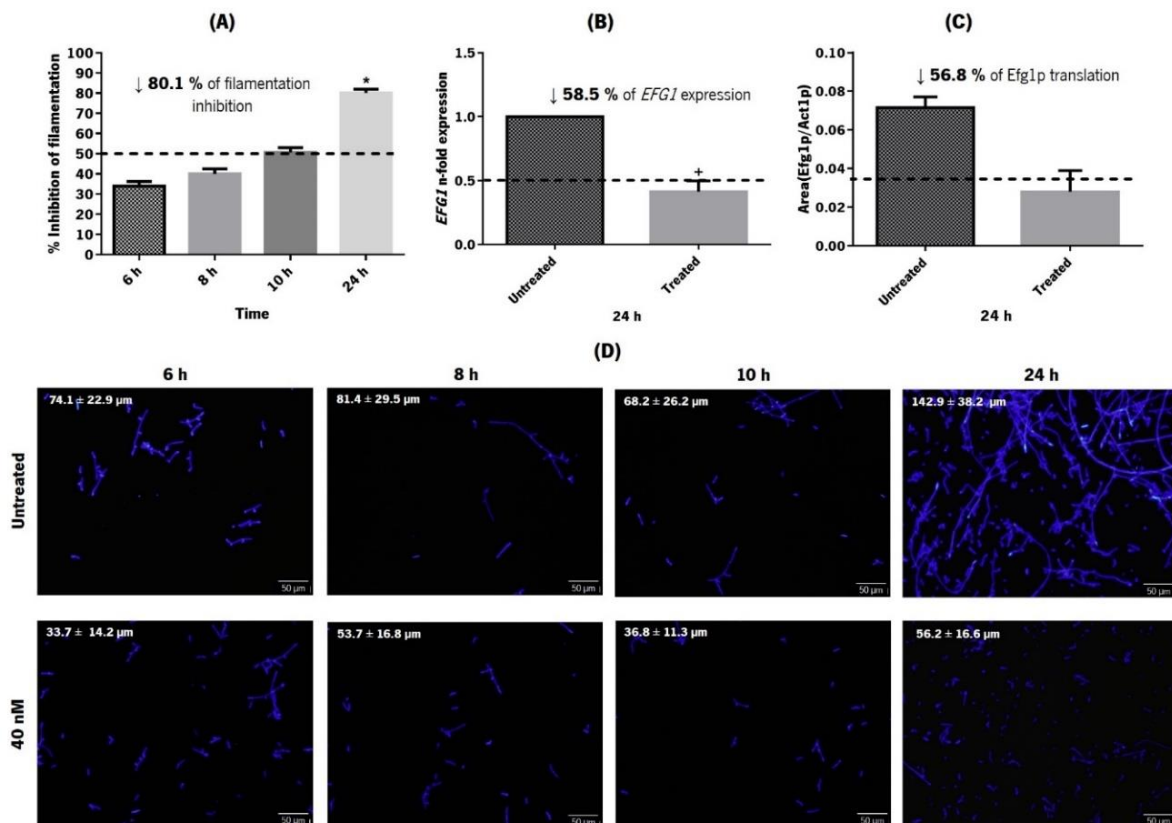 (A)
↓ 80.1 % of filamentation
inhibition
% Inhibition of filamentation
100
90
80
70
60
50
40
30
20
10
0
*
6 h
8 h
10 h
24 h
Time
(B)
↓ 58.5 % of EFG1 expression
EFG1 n-fold expression
1.5
1.0
0.5
0.0
+
Untreated
Treated
24 h
(C)
↓ 56.8 % of Efg1p translation
Area(Efg1p/Act1p)
0.10
0.08
0.06
0.04
0.02
0.00
Untreated
Treated
24 h
(D)
6 h
8 h
10 h
24 h
Untreated
74.1 ± 22.9 µm
50 µm
81.4 ± 29.5 µm
50 µm
68.2 ± 26.2 µm
50 µm
142.9 ± 38.2 µm
50 µm
40 nM
33.7 ± 14.2 µm
50 µm
53.7 ± 16.8 µm
50 µm
36.8 ± 11.3 µm
50 µm
56.2 ± 16.6 µm
50 µm